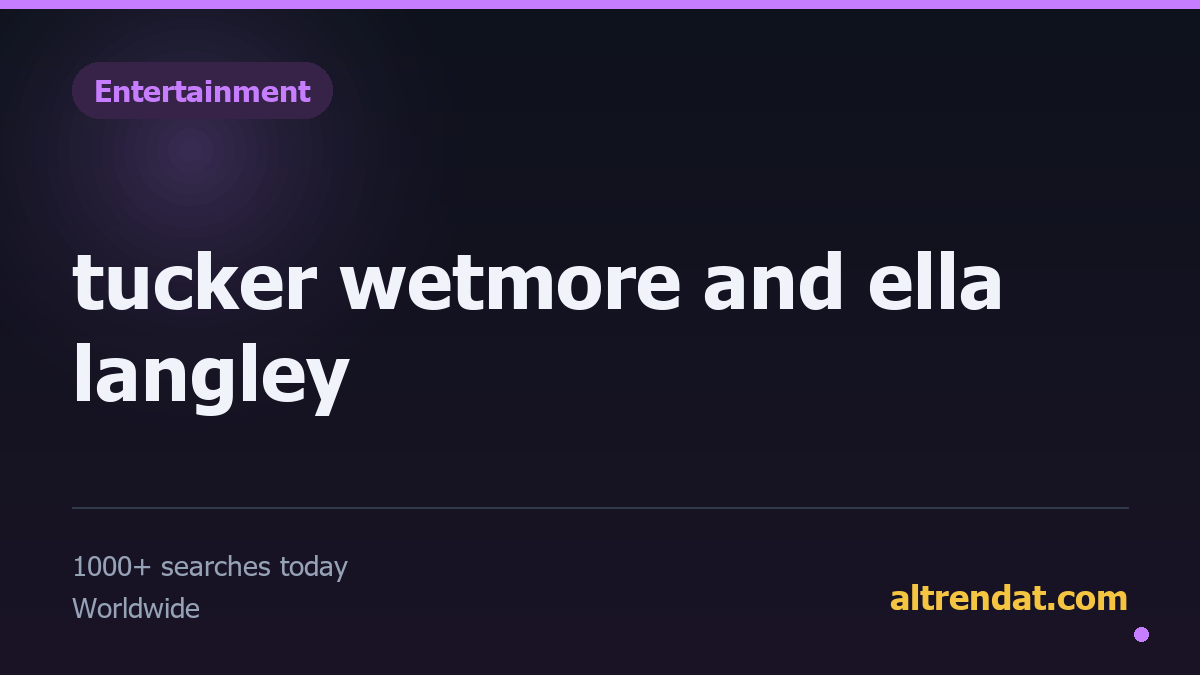 Entertainment
tucker wetmore and ella
langley
1000+ searches today
Worldwide
altrendat.com